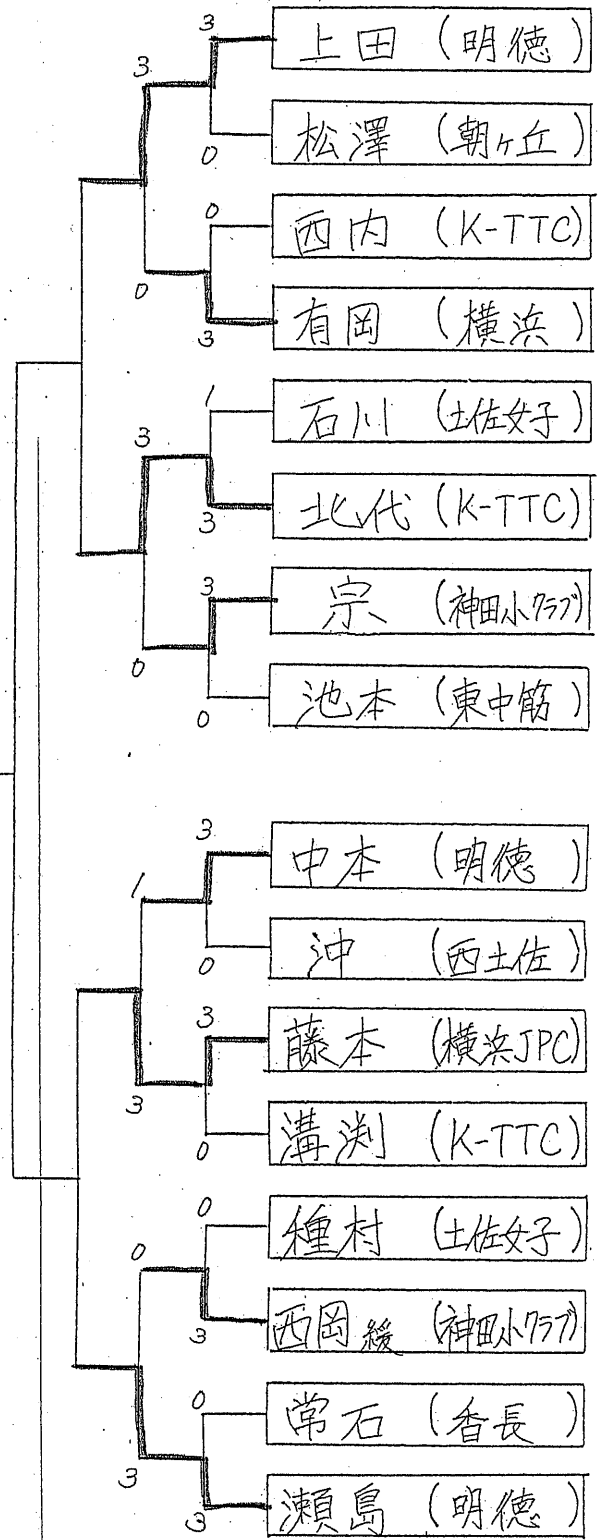 3
上田 (明徳)
3
0
松澤 (朝ヶ丘)
0
西内 (K-TTC)
0
3
有岡 (横浜)
1
石川 (土佐女子)
3
3
北代 (K-TTC)
3
宗 (神田小クラブ)
0
0
池本 (東中筋)
3
中本 (明徳)
1
0
沖 (西土佐)
3
藤本 (横浜JPC)
3
0
溝渕 (K-TTC)
0
種村 (土佐女子)
0
3
西岡 (神田小クラブ)
0
常石 (香長)
3
3
瀬島 (明徳)